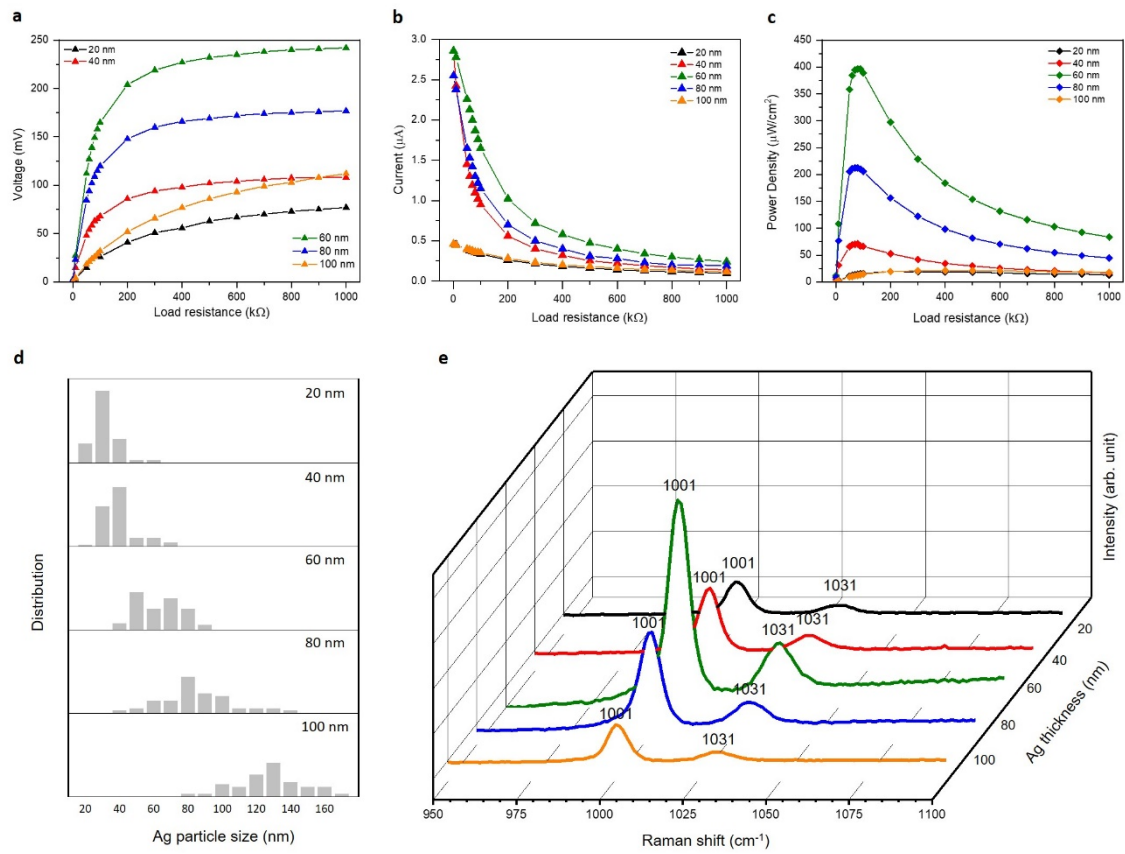 a
250
200
150
100
50
0
Voltage (mV)
20 nm
40 nm
60 nm
80 nm
100 nm
0 200 400 600 800 1000
Load resistance (kΩ)
b
3.0
2.5
2.0
1.5
1.0
0.5
0.0
Current (μA)
20 nm
40 nm
60 nm
80 nm
100 nm
0 200 400 600 800 1000
Load resistance (kΩ)
c
450
400
350
300
250
200
150
100
50
0
Power Density (μW/cm²)
20 nm
40 nm
60 nm
80 nm
100 nm
0 200 400 600 800 1000
Load resistance (kΩ)
d
20 nm
40 nm
60 nm
80 nm
100 nm
Distribution
20 40 60 80 100 120 140 160
Ag particle size (nm)
e
1001
1031
1001
1031
1001
1031
1001
1031
1001
1031
Intensity (arb. unit)
20
40
60
80
100
Ag thickness (nm)
950 975 1000 1025 1050 1075 1100
Raman shift (cm⁻¹)